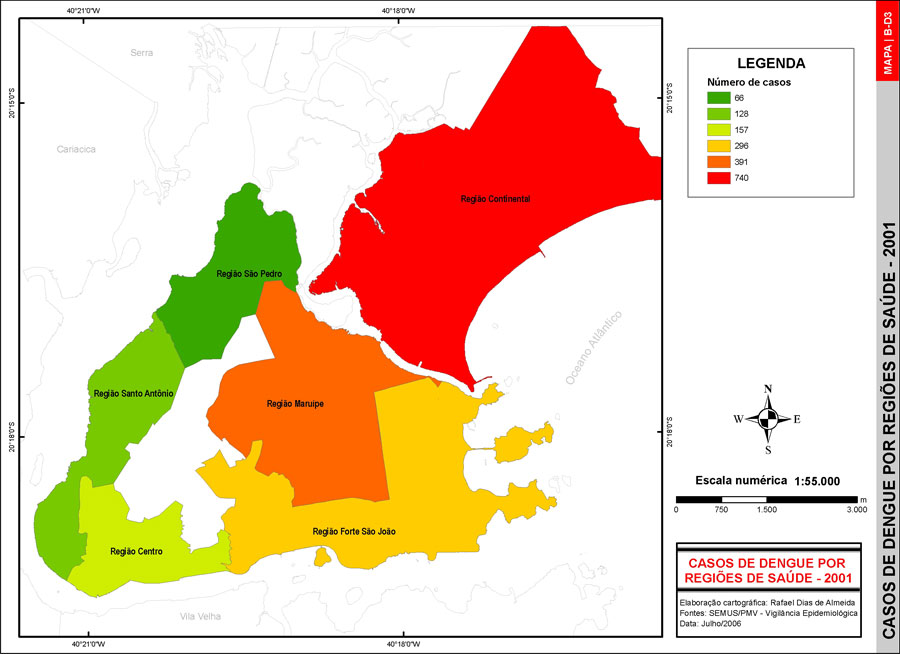 40°21'0"W
40°18'0"W
20°15'0"S
20°15'0"S
Serra
Cariacica
Região Continental
Região São Pedro
Oceano Atlântico
Região Santo Antônio
Região Maruipe
20°18'0"S
20°18'0"S
Região Forte São João
Região Centro
Vila Velha
40°21'0"W
40°18'0"W
LEGENDA
Número de casos
66
128
157
296
391
740
N
W
E
S
Escala numérica 1:55.000
m
0 750 1.500 3.000
CASOS DE DENGUE POR
REGIÕES DE SAÚDE - 2001
Elaboração cartográfica: Rafael Dias de Almeida
Fontes: SEMUS/PMV - Vigilância Epidemiológica
Data: Julho/2006
MAPA | B-D3
CASOS DE DENGUE POR REGIÕES DE SAÚDE - 2001